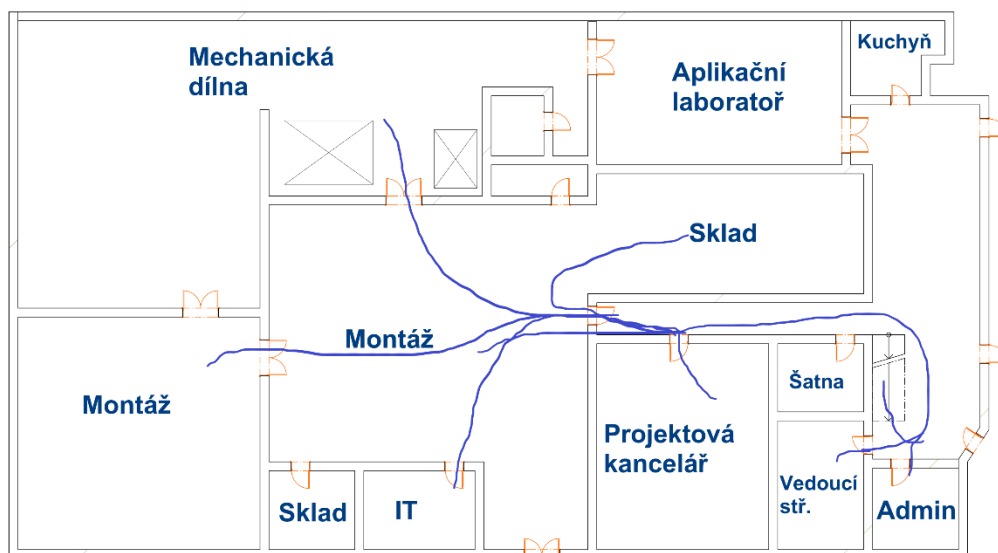 Kuchyň
Mechanická
dílna
Aplikační
laboratoř
Sklad
Montáž
Montáž
Šatna
Projektová
kancelář
Vedoucí
stř.
Sklad
IT
Admin